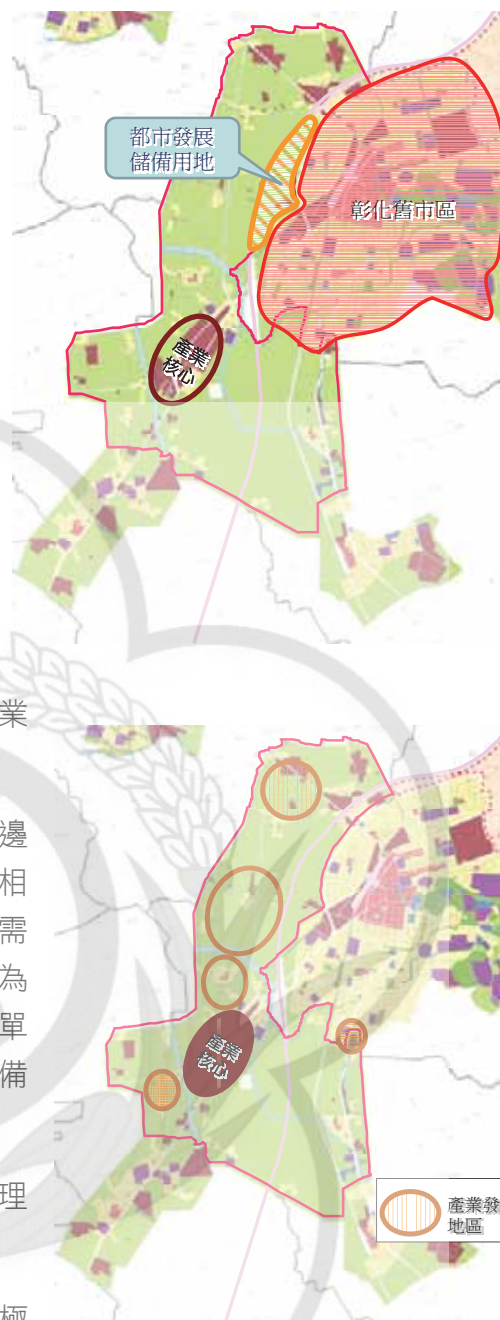 都市發展
儲備用地
彰化舊市區
產業
核心
業
邊
相
需
為
單
備
理
極
產業
核心
產業發
地區